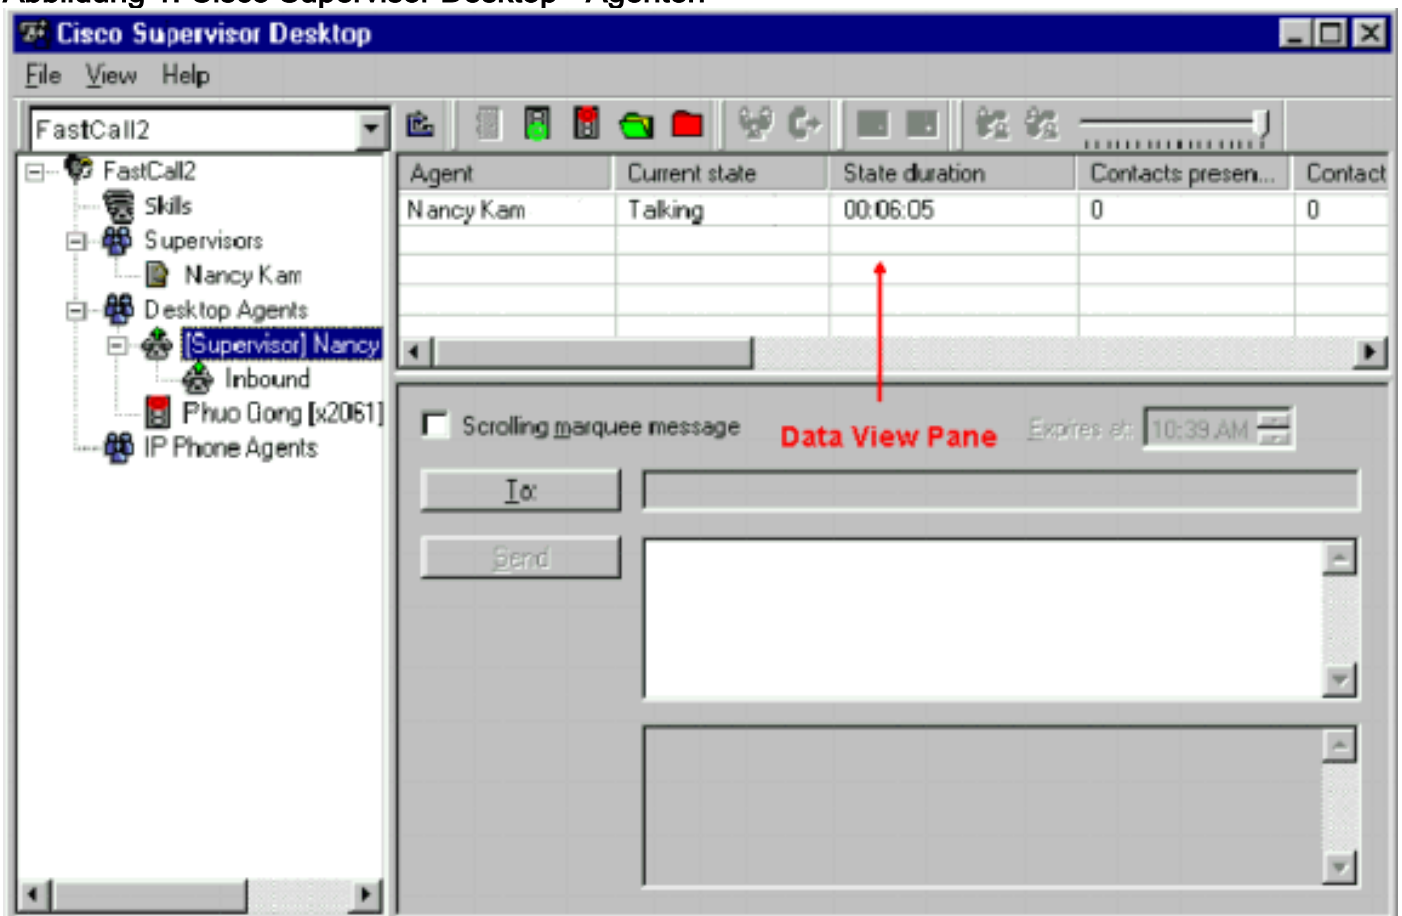 Abbildung 1: Cisco Supervisor Desktop - Agenten
Cisco Supervisor Desktop
File View Help
FastCall2
FastCall2
Skills
Supervisors
Nancy Kam
Desktop Agents
[Supervisor] Nancy
Inbound
Phuo Gong [x2061]
IP Phone Agents
Agent Current state State duration Contacts presen... Contact
Nancy Kam Talking 00:06:05 0 0
Scrolling marquee message
Data View Pane
Expires at: 10:39 AM
To:
Send